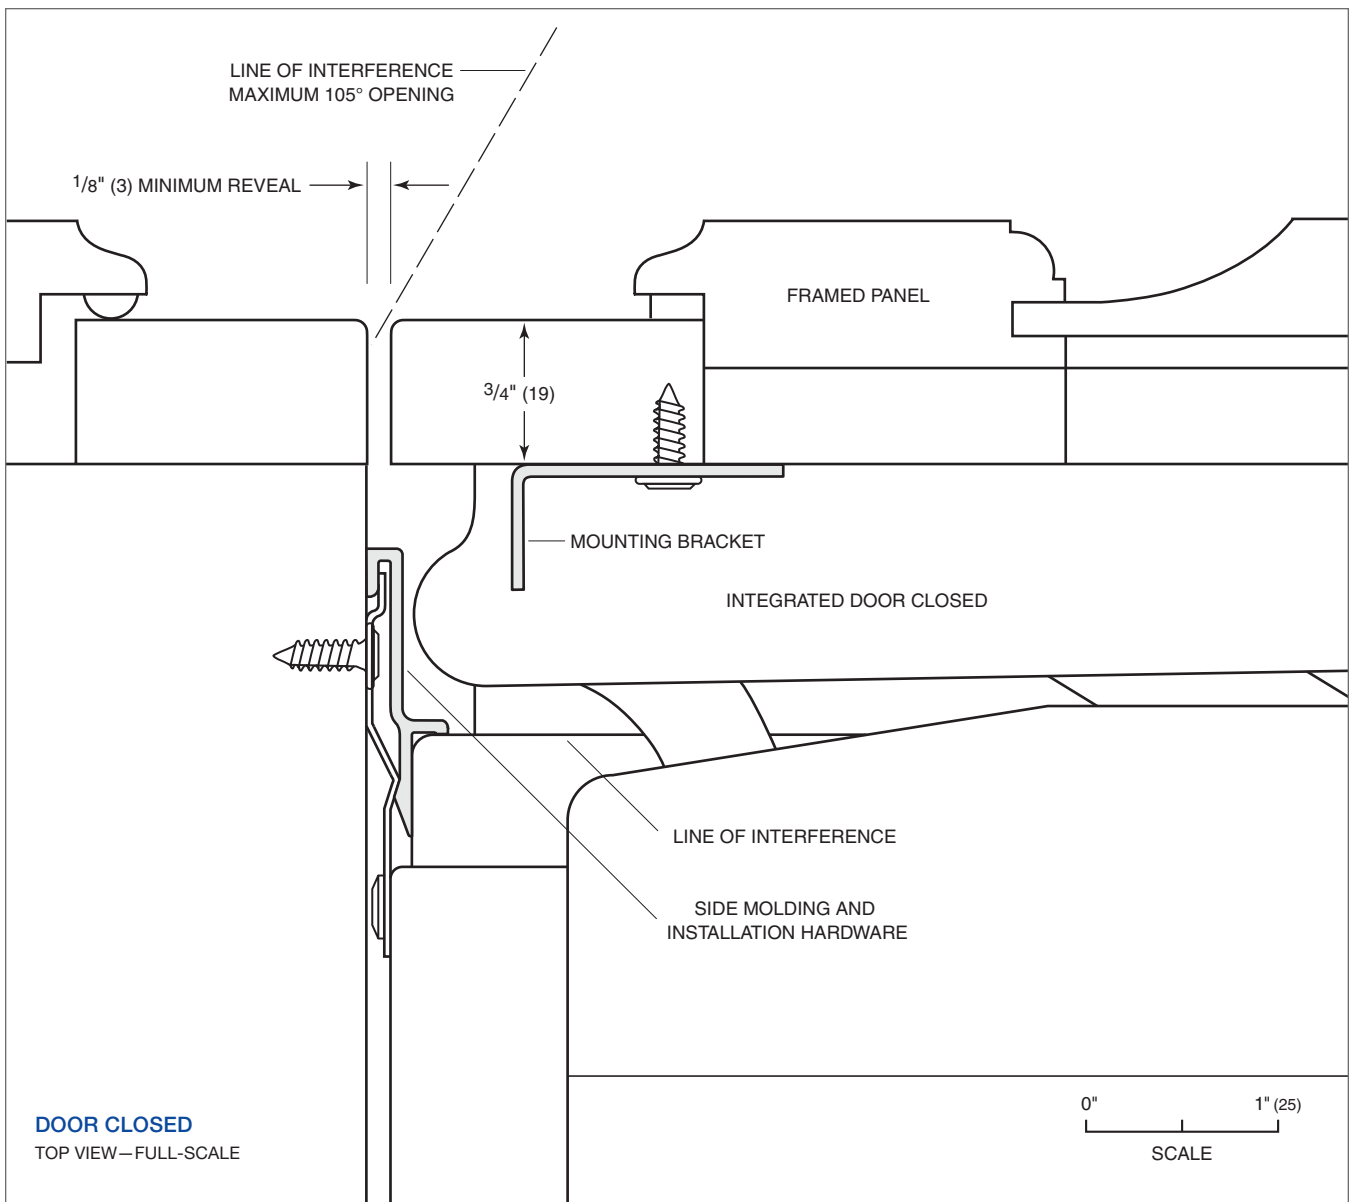 LINE OF INTERFERENCE
MAXIMUM 105° OPENING
1/8" (3) MINIMUM REVEAL
FRAMED PANEL
3/4" (19)
MOUNTING BRACKET
INTEGRATED DOOR CLOSED
LINE OF INTERFERENCE
SIDE MOLDING AND
INSTALLATION HARDWARE
DOOR CLOSED
TOP VIEW—FULL-SCALE
0" 1" (25)
SCALE